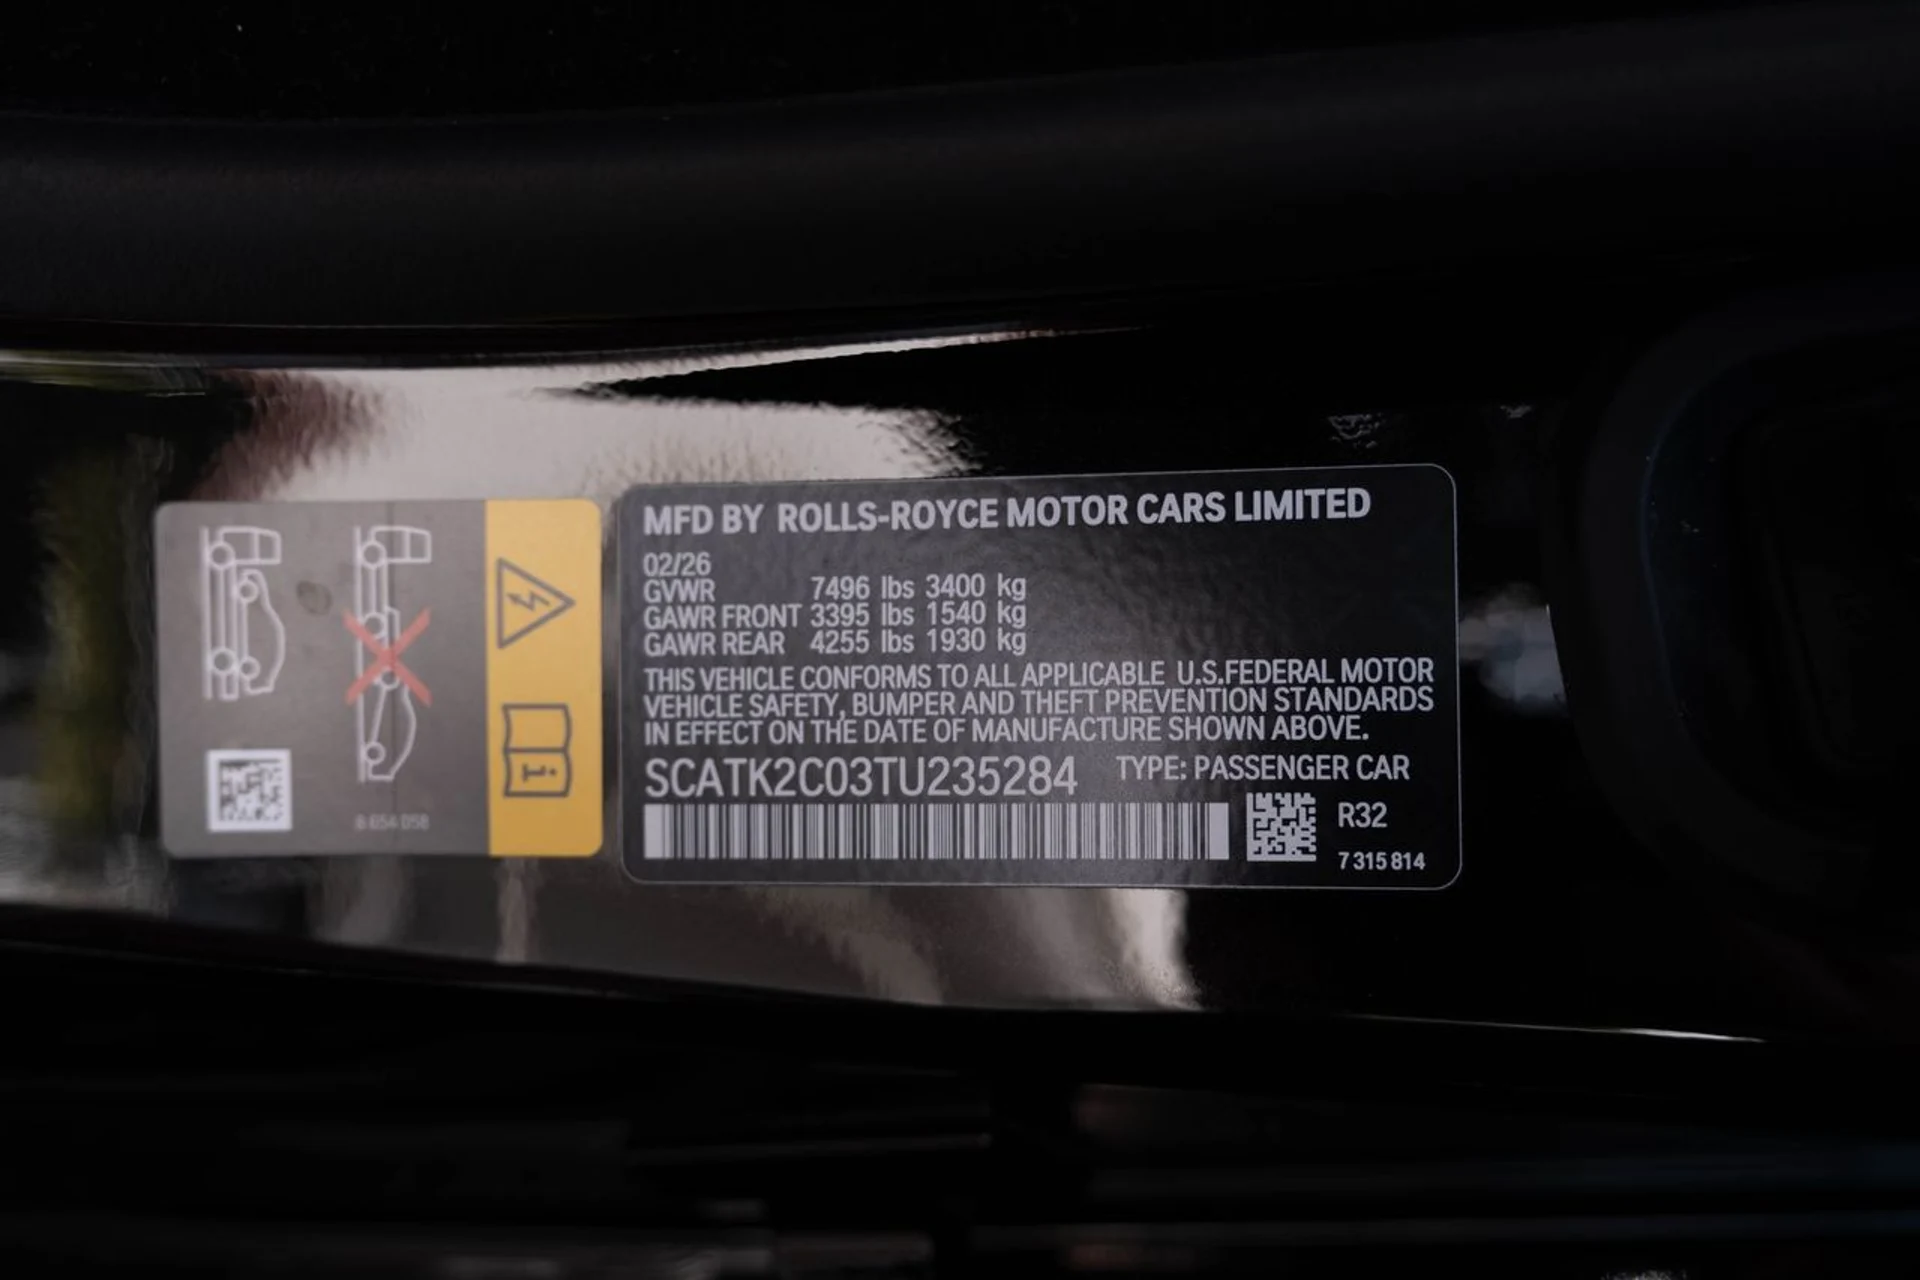 MFD BY ROLLS-ROYCE MOTOR CARS LIMITED
02/26
GVWR 7496 lbs 3400 kg
GAWR FRONT 3395 lbs 1540 kg
GAWR REAR 4255 lbs 1930 kg
THIS VEHICLE CONFORMS TO ALL APPLICABLE U.S.FEDERAL MOTOR
VEHICLE SAFETY, BUMPER AND THEFT PREVENTION STANDARDS
IN EFFECT ON THE DATE OF MANUFACTURE SHOWN ABOVE.
SCATK2C03TU235284 TYPE: PASSENGER CAR
R32
7 315 814
8 654 058